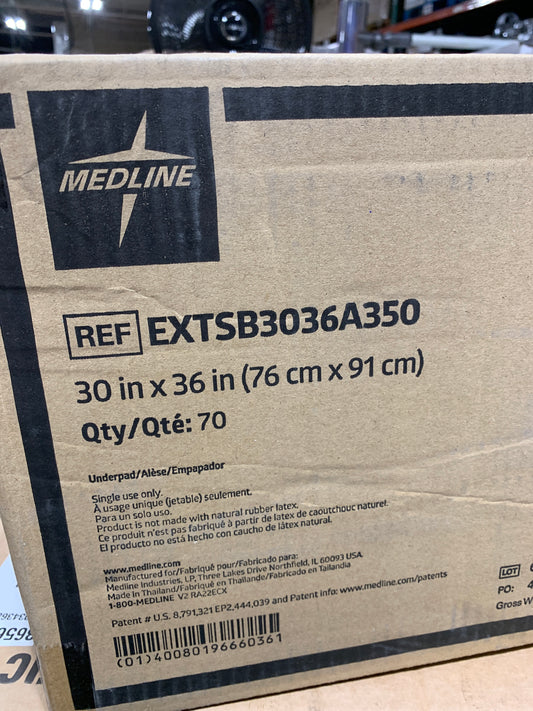 MEDLINE
REF EXTSB3036A350
30 in x 36 in (76 cm x 91 cm)
Qty/Qté: 70
Underpad/Alèse/Empapador
Single use only.
À usage unique (jetable) seulement.
Para un solo uso.
Product is not made with natural rubber latex.
Ce produit n'est pas fabriqué à partir de latex de caoutchouc naturel.
El producto no está hecho con caucho de látex natural.
www.medline.com
Manufactured for/Fabriqué pour/Fabricado para:
Medline Industries, LP, Three Lakes Drive Northfield, IL 60093 USA.
Made in Thailand/Fabriqué en Thaïlande/Fabricado en Tailandia
1-800-MEDLINE V2 RA22ECX
Patent # U.S. 8,791,321 EP2,444,039 and Patent info: www.medline.com/patents
(01)40080196660361
LOT
PO: 4
Gross W